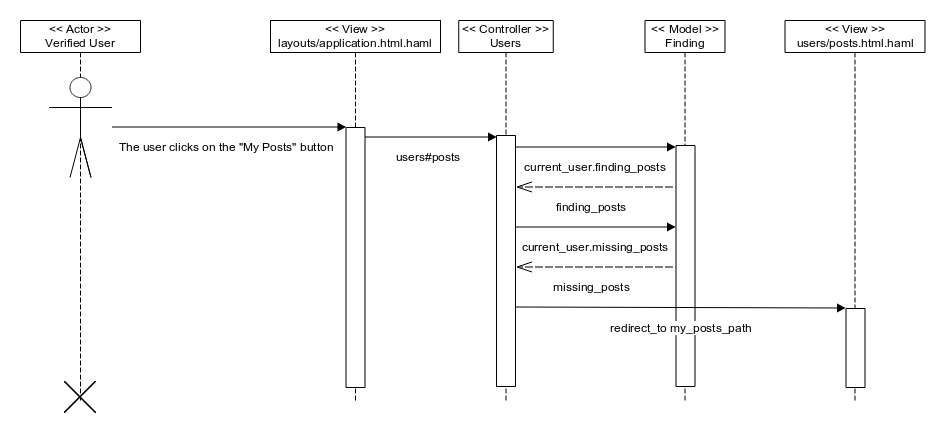 << Actor >>
Verified User
<< View >>
layouts/application.html.haml
<< Controller >>
Users
<< Model >>
Finding
<< View >>
users/posts.html.haml
The user clicks on the "My Posts" button
users#posts
current_user.finding_posts
finding_posts
current_user.missing_posts
missing_posts
redirect_to my_posts_path